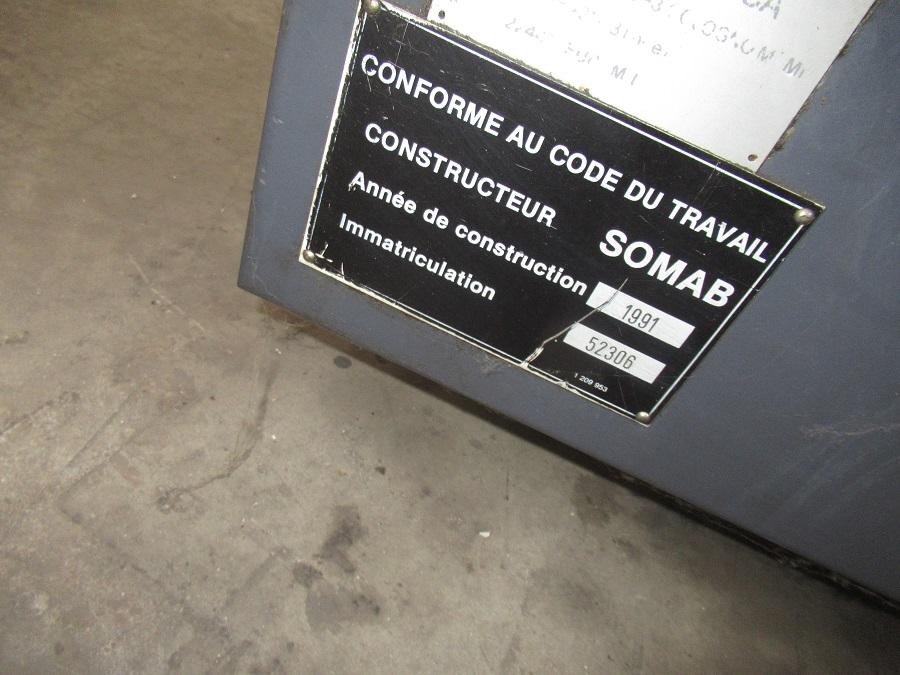 CONFORME AU CODE DU TRAVAIL
CONSTRUCTEUR SOMAB
Année de construction 1991
Immatriculation 52306
1 209 953